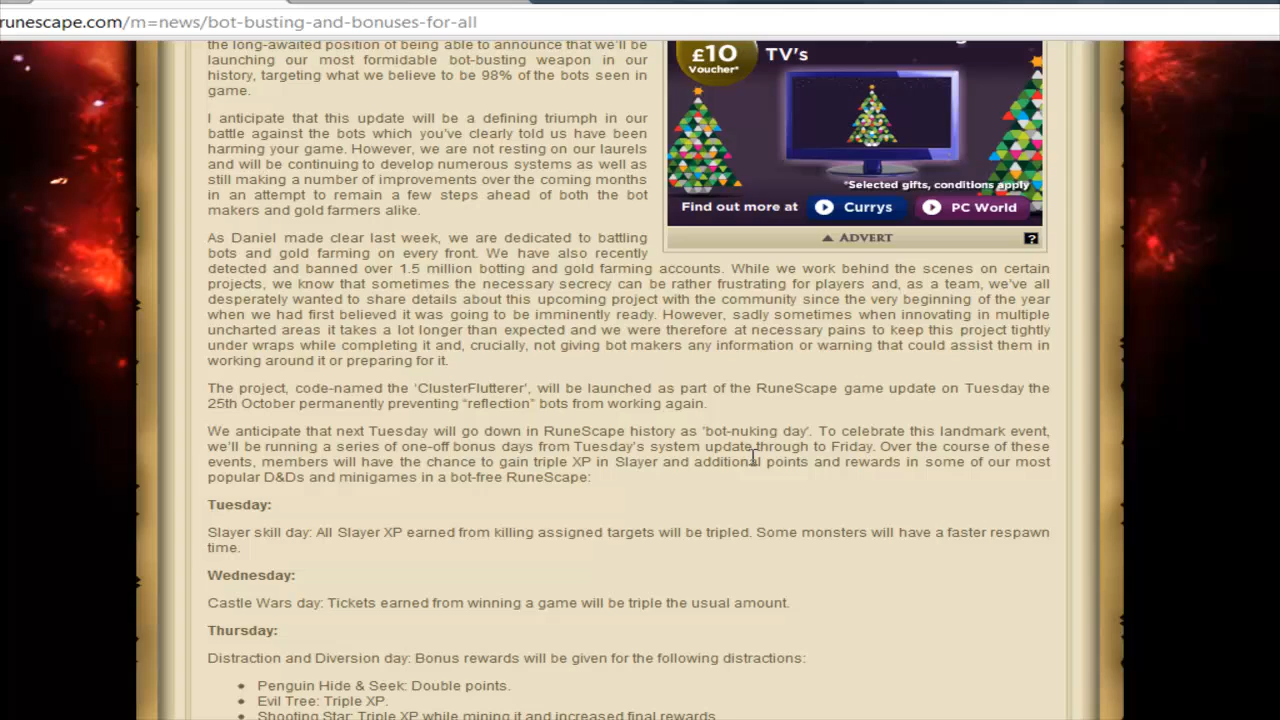 runescape.com/m=news/bot-busting-and-bonuses-for-all
the long-awaited position of being able to announce that we'll be
launching our most formidable bot-busting weapon in our
history, targeting what we believe to be 98% of the bots seen in
game.
I anticipate that this update will be a defining triumph in our
battle against the bots which you've clearly told us have been
harming your game. However, we are not resting on our laurels
and will be continuing to develop numerous systems as well as
still making a number of improvements over the coming months
in an attempt to remain a few steps ahead of both the bot
makers and gold farmers alike.
£10
Voucher*
TV's
*Selected gifts, conditions apply
Find out more at Currys PC World
ADVERT ?
As Daniel made clear last week, we are dedicated to battling
bots and gold farming on every front. We have also recently
detected and banned over 1.5 million botting and gold farming accounts. While we work behind the scenes on certain
projects, we know that sometimes the necessary secrecy can be rather frustrating for players and, as a team, we've all
desperately wanted to share details about this upcoming project with the community since the very beginning of the year
when we had first believed it was going to be imminently ready. However, sadly sometimes when innovating in multiple
uncharted areas it takes a lot longer than expected and we were therefore at necessary pains to keep this project tightly
under wraps while completing it and, crucially, not giving bot makers any information or warning that could assist them in
working around it or preparing for it.
The project, code-named the 'ClusterFlutterer', will be launched as part of the RuneScape game update on Tuesday the
25th October permanently preventing "reflection" bots from working again.
We anticipate that next Tuesday will go down in RuneScape history as 'bot-nuking day'. To celebrate this landmark event,
we'll be running a series of one-off bonus days from Tuesday's system update through to Friday. Over the course of these
events, members will have the chance to gain triple XP in Slayer and additional points and rewards in some of our most
popular D&Ds and minigames in a bot-free RuneScape:
Tuesday:
Slayer skill day: All Slayer XP earned from killing assigned targets will be tripled. Some monsters will have a faster respawn
time.
Wednesday:
Castle Wars day: Tickets earned from winning a game will be triple the usual amount.
Thursday:
Distraction and Diversion day: Bonus rewards will be given for the following distractions:
• Penguin Hide & Seek: Double points.
• Evil Tree: Triple XP.
• Shooting Star: Triple XP while mining it and increased final rewards